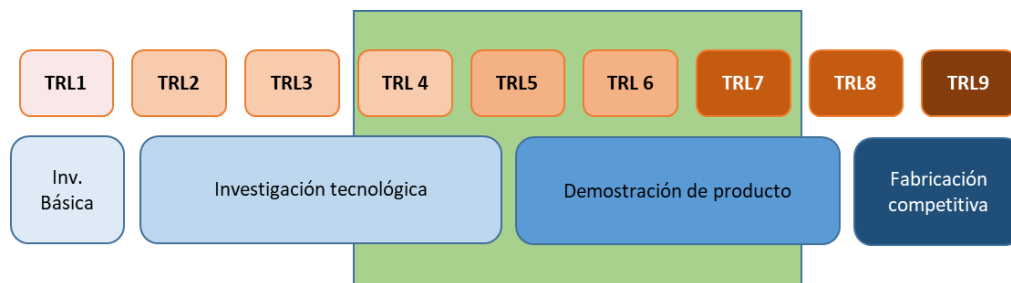 TRL1 TRL2 TRL3 TRL 4 TRL5 TRL 6 TRL7 TRL8 TRL9
Inv.
Básica
Investigación tecnológica
Demostración de producto
Fabricación
competitiva